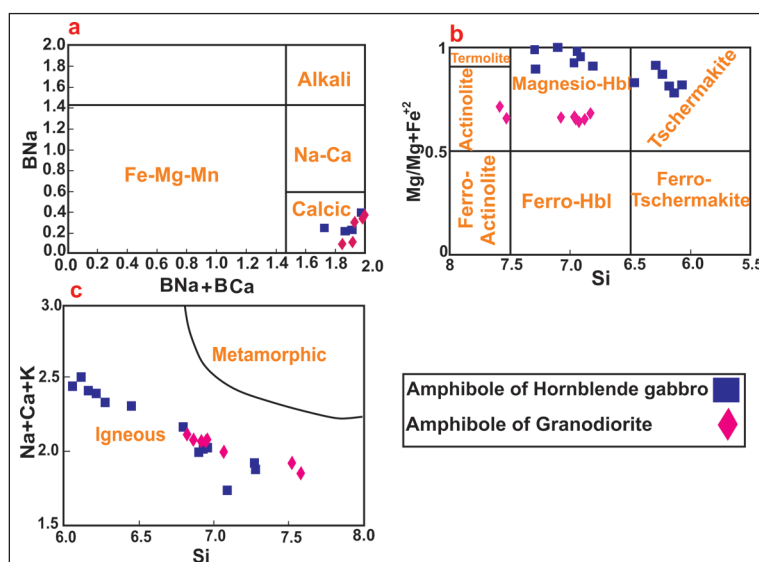 a
2.0
1.8
1.6
1.4
1.4
1.2
1.0
0.8
0.6
0.4
0.2
0.0
BNa
Alkali
Fe-Mg-Mn
Na-Ca
Calcic
0.0 0.2 0.4 0.6 0.8 1.0 1.2 1.4 1.6 1.8 2.0
BNa+BCa
b
1
0.5
0
Mg/Mg+Fe+2
Termolite
Actinolite
Magnesio-Hbl
Tschermakite
Ferro-
Actinolite
Ferro-Hbl
Ferro-
Tschermakite
8 7.5 7.0 6.5 6.0 5.5
Si
c
3.0
2.5
2.0
1.5
Na+Ca+K
Metamorphic
Igneous
6.0 6.5 7.0 7.5 8.0
Si
Amphibole of Hornblende gabbro
Amphibole of Granodiorite